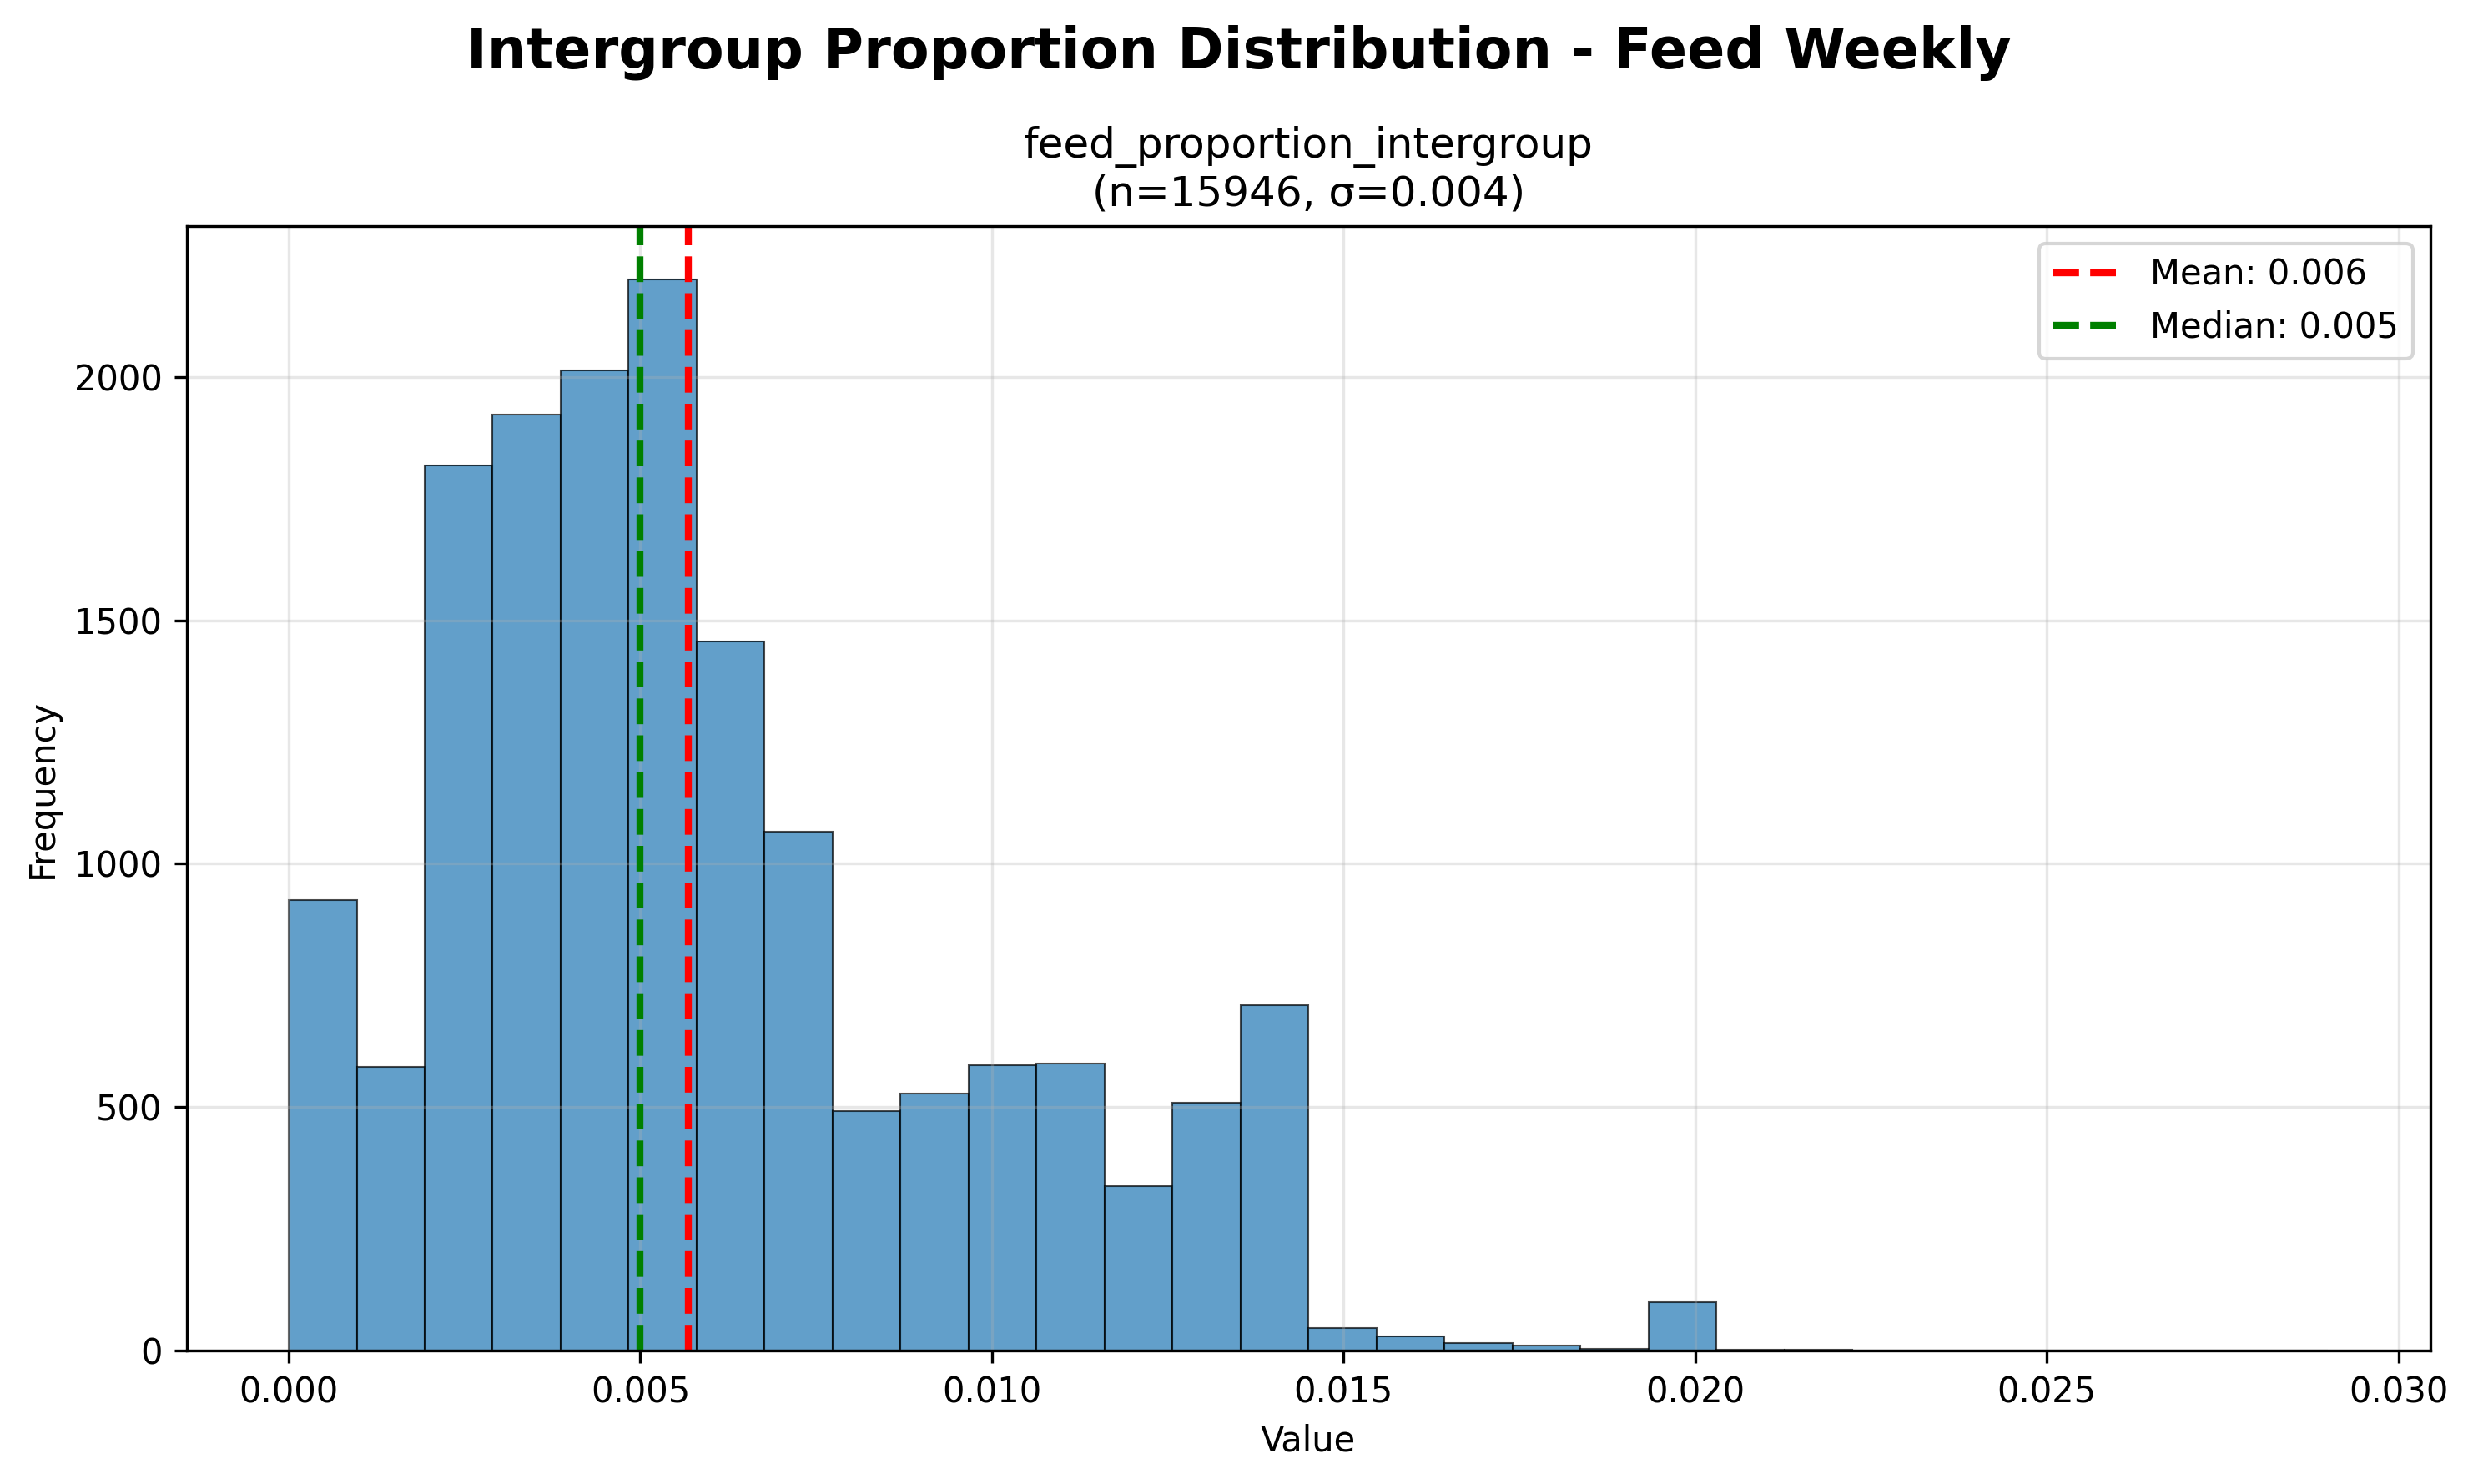 Intergroup Proportion Distribution - Feed Weekly
feed_proportion_intergroup
(n=15946, σ=0.004)
Mean: 0.006
Median: 0.005
Frequency
2000
1500
1000
500
0
0.000 0.005 0.010 0.015 0.020 0.025 0.030
Value